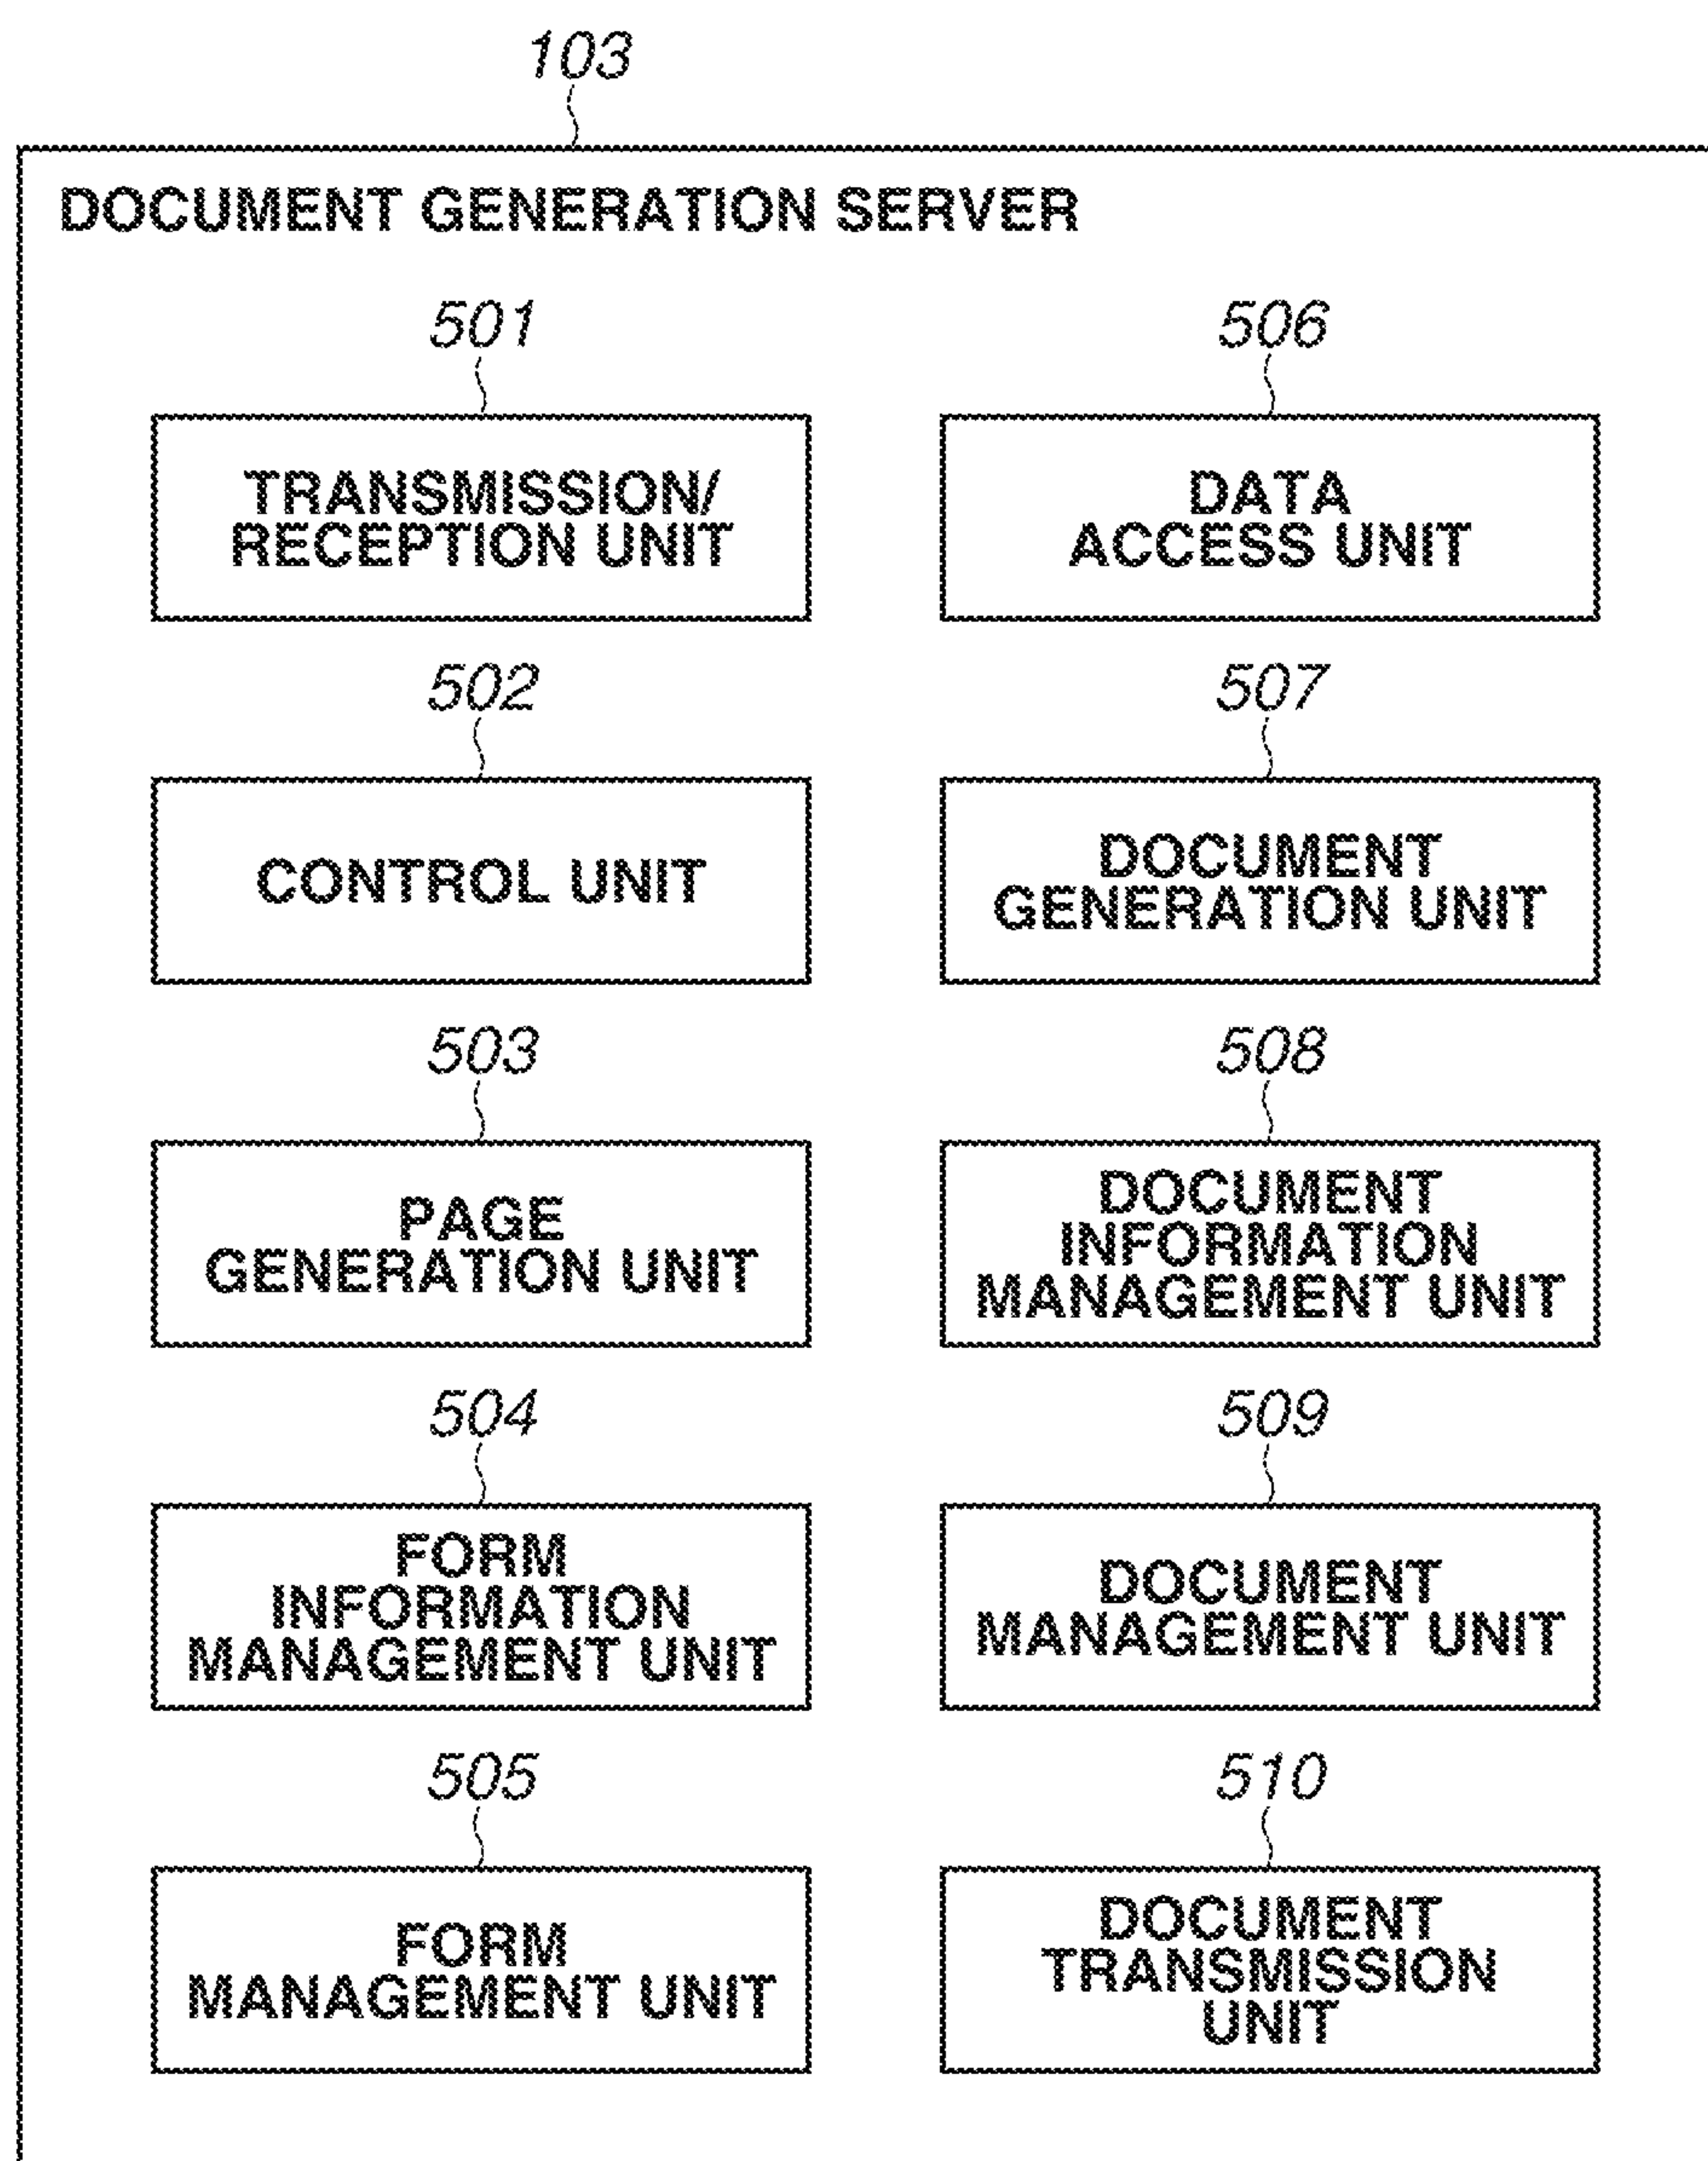 103
DOCUMENT GENERATION SERVER
501
TRANSMISSION/
RECEPTION UNIT
506
DATA
ACCESS UNIT
502
CONTROL UNIT
507
DOCUMENT
GENERATION UNIT
503
PAGE
GENERATION UNIT
508
DOCUMENT
INFORMATION
MANAGEMENT UNIT
504
FORM
INFORMATION
MANAGEMENT UNIT
509
DOCUMENT
MANAGEMENT UNIT
505
FORM
MANAGEMENT UNIT
510
DOCUMENT
TRANSMISSION
UNIT